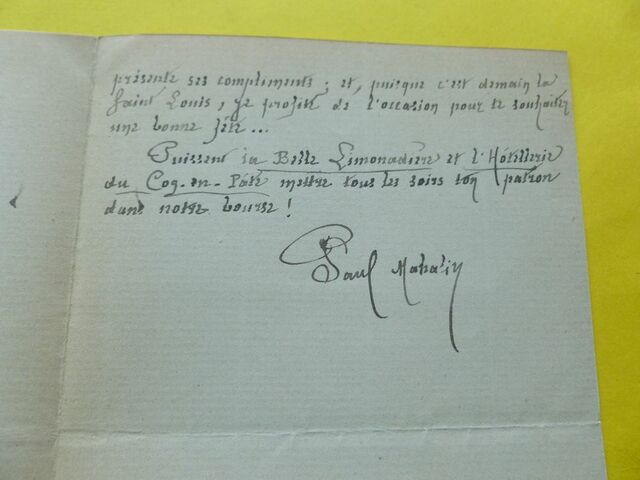 présente ses compliments ; et, puisque c'est demain la
Saint Louis, je profite de l'occasion pour te souhaiter
une bonne fête...
Puissent la Belle Limonadière et l'Hôtellerie
du Coq-en-Pâte mettre tous les soirs ton patron
dans notre bourse !
Paul Mahalin